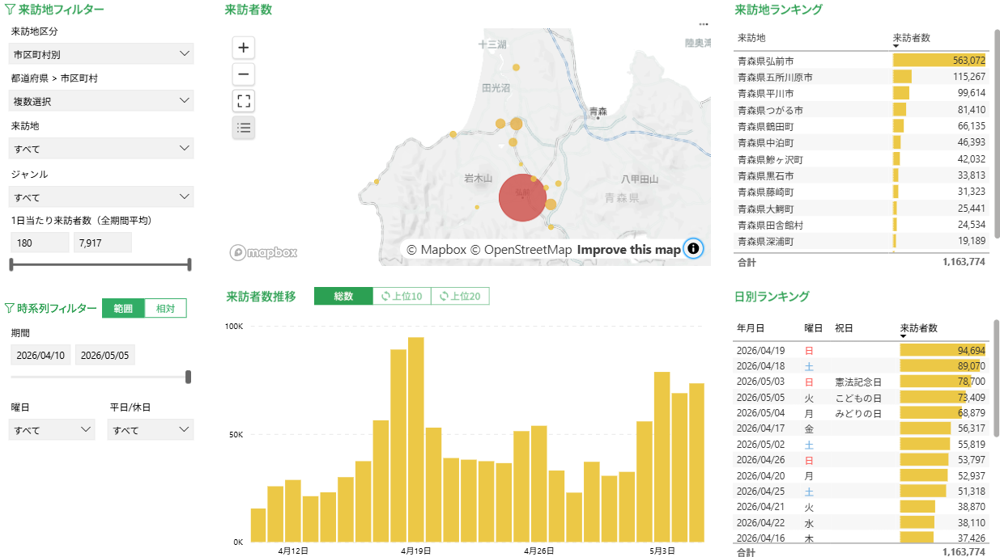 来訪地フィルター
来訪地区分
市区町村別
都道府県 > 市区町村
複数選択
来訪地
すべて
ジャンル
すべて
1日当たり来訪者数（全期間平均）
180 7,917
時系列フィルター 範囲 相対
期間
2026/04/10 2026/05/05
曜日 平日/休日
すべて すべて
来訪者数
十三湖
陸奥湾
田光沼
青森
岩木山
八甲田山
弘前
青森県
mapbox
© Mapbox © OpenStreetMap Improve this map
来訪者数推移 総数 上位10 上位20
100K
50K
0K
4月12日 4月19日 4月26日 5月3日
来訪地ランキング
来訪地 来訪者数
青森県弘前市 563,072
青森県五所川原市 115,267
青森県平川市 99,614
青森県つがる市 81,410
青森県鶴田町 66,135
青森県中泊町 46,393
青森県鰺ヶ沢町 42,032
青森県黒石市 33,813
青森県藤崎町 31,323
青森県大鰐町 25,441
青森県田舎館村 24,534
青森県深浦町 19,189
合計 1,163,774
日別ランキング
年月日 曜日 祝日 来訪者数
2026/04/19 日 94,694
2026/04/18 土 89,070
2026/05/03 日 憲法記念日 78,700
2026/05/05 火 こどもの日 73,409
2026/05/04 月 みどりの日 68,879
2026/04/17 金 56,317
2026/05/02 土 55,819
2026/04/26 日 53,797
2026/04/20 月 52,937
2026/04/25 土 51,318
2026/04/21 火 38,870
2026/04/22 水 38,110
2026/04/16 木 37,426
合計 1,163,774